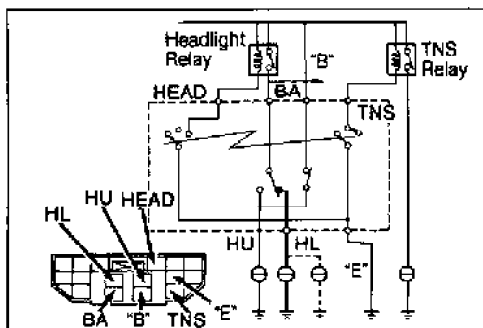 Headlight
Relay
"B"
TNS
Relay
HEAD
BA
TNS
HU
HL
"E"
HL
HU
HEAD
BA
"B"
TNS
"E"